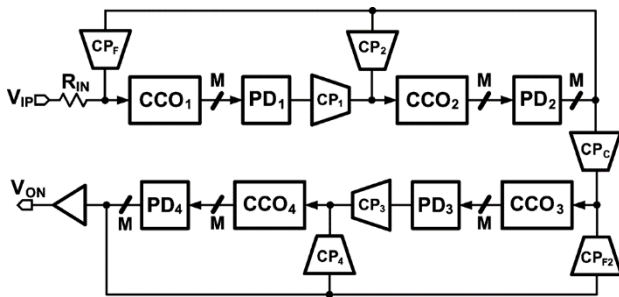 CP_F
CP_2
V_IP
R_IN
CCO_1
M
PD_1
CP_1
CCO_2
M
PD_2
M
CP_C
V_ON
M
PD_4
M
CCO_4
CP_3
PD_3
M
CCO_3
CP_4
CP_F2